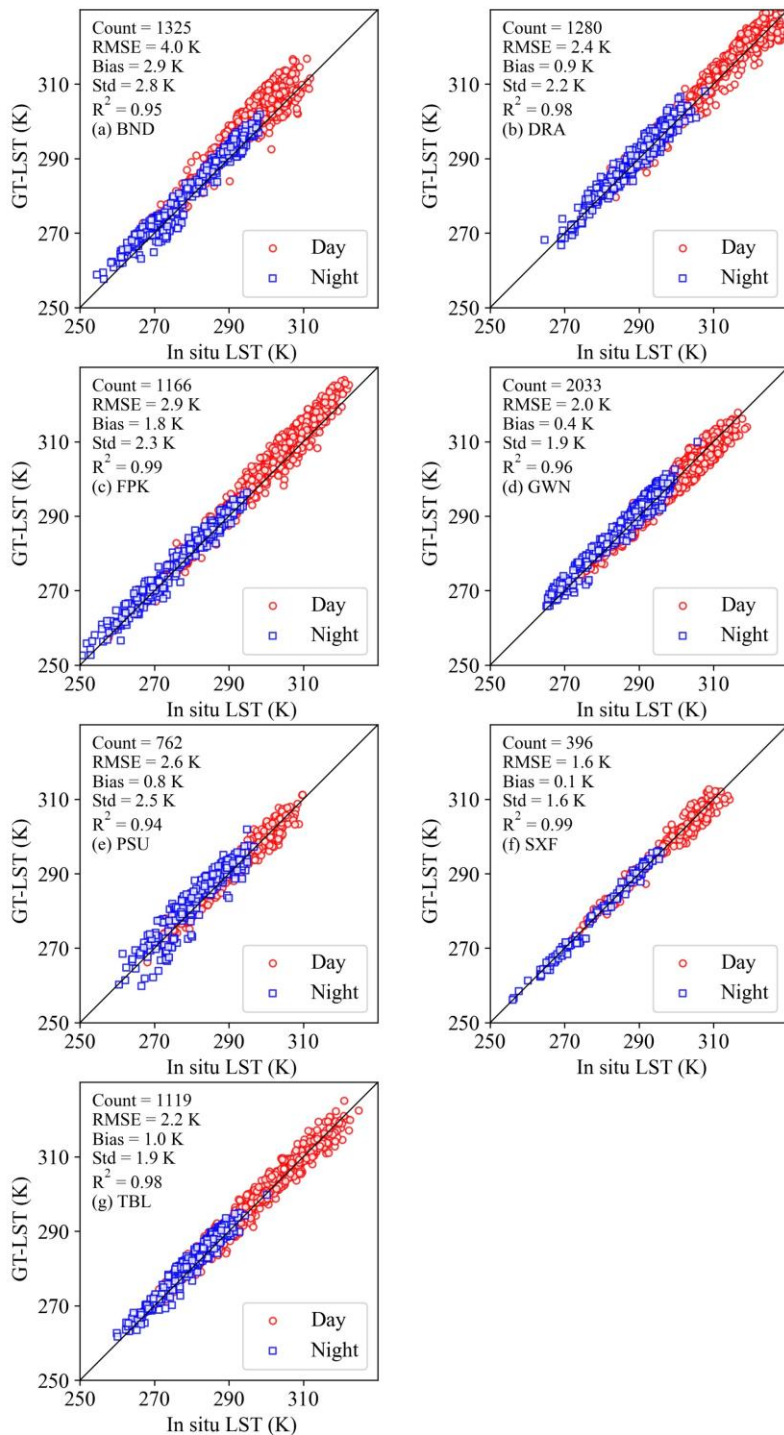 Count = 1325
RMSE = 4.0 K
Bias = 2.9 K
Std = 2.8 K
R² = 0.95
(a) BND
310
290
270
250
250
270
290
310
GT-LST (K)
In situ LST (K)
Day
Night
Count = 1280
RMSE = 2.4 K
Bias = 0.9 K
Std = 2.2 K
R² = 0.98
(b) DRA
310
290
270
250
250
270
290
310
GT-LST (K)
In situ LST (K)
Day
Night
Count = 1166
RMSE = 2.9 K
Bias = 1.8 K
Std = 2.3 K
R² = 0.99
(c) FPK
310
290
270
250
250
270
290
310
GT-LST (K)
In situ LST (K)
Day
Night
Count = 2033
RMSE = 2.0 K
Bias = 0.4 K
Std = 1.9 K
R² = 0.96
(d) GWN
310
290
270
250
250
270
290
310
GT-LST (K)
In situ LST (K)
Day
Night
Count = 762
RMSE = 2.6 K
Bias = 0.8 K
Std = 2.5 K
R² = 0.94
(e) PSU
310
290
270
250
250
270
290
310
GT-LST (K)
In situ LST (K)
Day
Night
Count = 396
RMSE = 1.6 K
Bias = 0.1 K
Std = 1.6 K
R² = 0.99
(f) SXF
310
290
270
250
250
270
290
310
GT-LST (K)
In situ LST (K)
Day
Night
Count = 1119
RMSE = 2.2 K
Bias = 1.0 K
Std = 1.9 K
R² = 0.98
(g) TBL
310
290
270
250
250
270
290
310
GT-LST (K)
In situ LST (K)
Day
Night